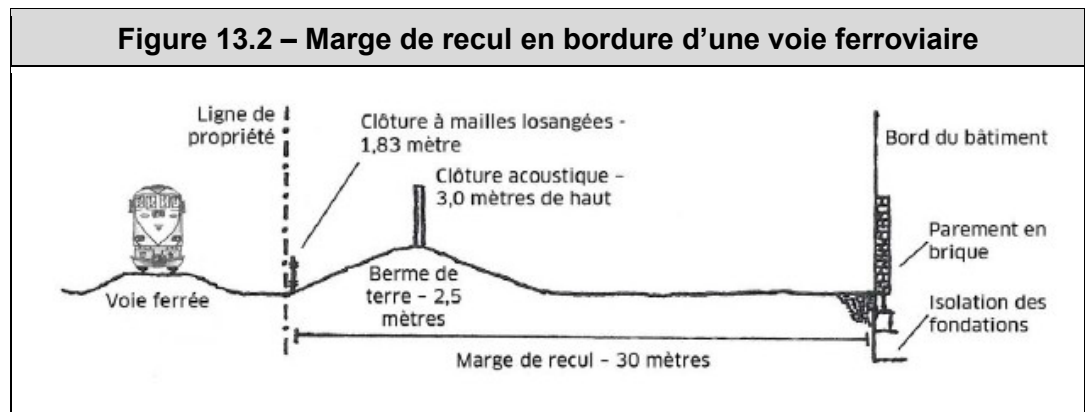 Figure 13.2 – Marge de recul en bordure d’une voie ferroviaire
Ligne de
propriété
Clôture à mailles losangées -
1,83 mètre
Clôture acoustique –
3,0 mètres de haut
Bord du bâtiment
Parement en
brique
Voie ferrée
Berme de
terre – 2,5
mètres
Isolation des
fondations
Marge de recul – 30 mètres